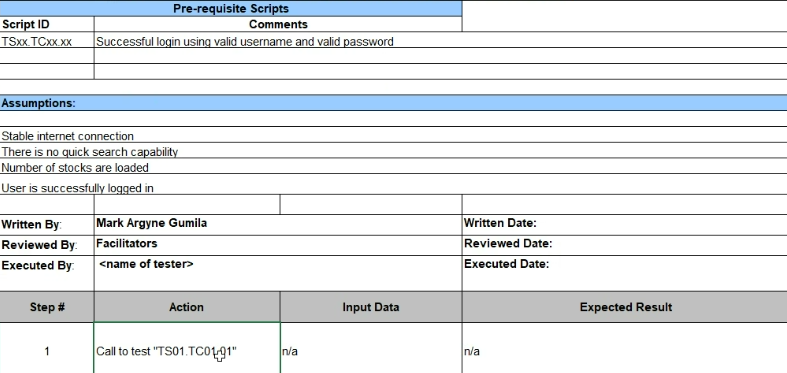 Pre-requisite Scripts
Script ID Comments
TSxx.TCxx.xx Successful login using valid username and valid password
Assumptions:
Stable internet connection
There is no quick search capability
Number of stocks are loaded
User is successfully logged in
Written By: Mark Argyne Gumila Written Date:
Reviewed By: Facilitators Reviewed Date:
Executed By: <name of tester> Executed Date:
Step # Action Input Data Expected Result
1 Call to test "TS01.TC01.01" n/a n/a